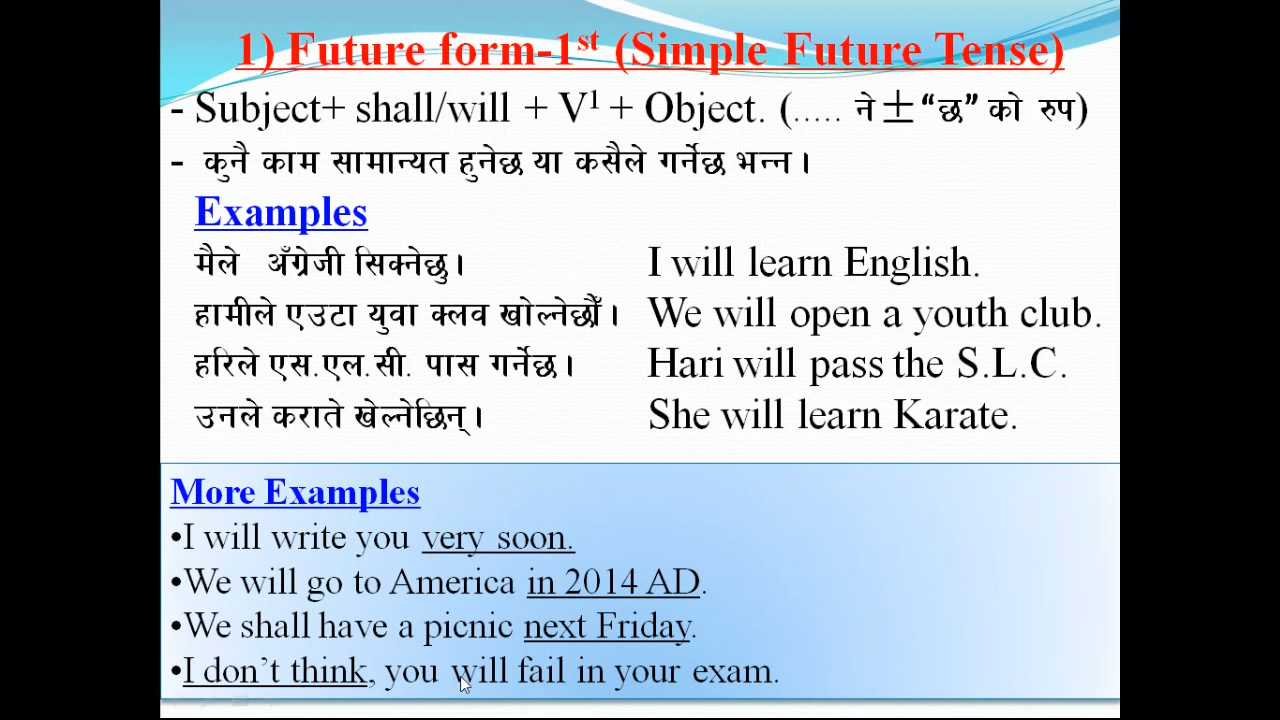 1) Future form-1st (Simple Future Tense)
- Subject+ shall/will + V¹ + Object. (..... ने ± “छ” को रुप)
- कुनै काम सामान्यत हुनेछ या कसैले गर्नेछ भन्न ।
Examples
मैले अँग्रेजी सिक्नेछु। I will learn English.
हामीले एउटा युवा क्लव खोल्नेछौँ । We will open a youth club.
हरिले एस.एल.सी. पास गर्नेछ । Hari will pass the S.L.C.
उनले कराते खेल्नेछिन् । She will learn Karate.
More Examples
•I will write you very soon.
•We will go to America in 2014 AD.
•We shall have a picnic next Friday.
•I don’t think, you will fail in your exam.